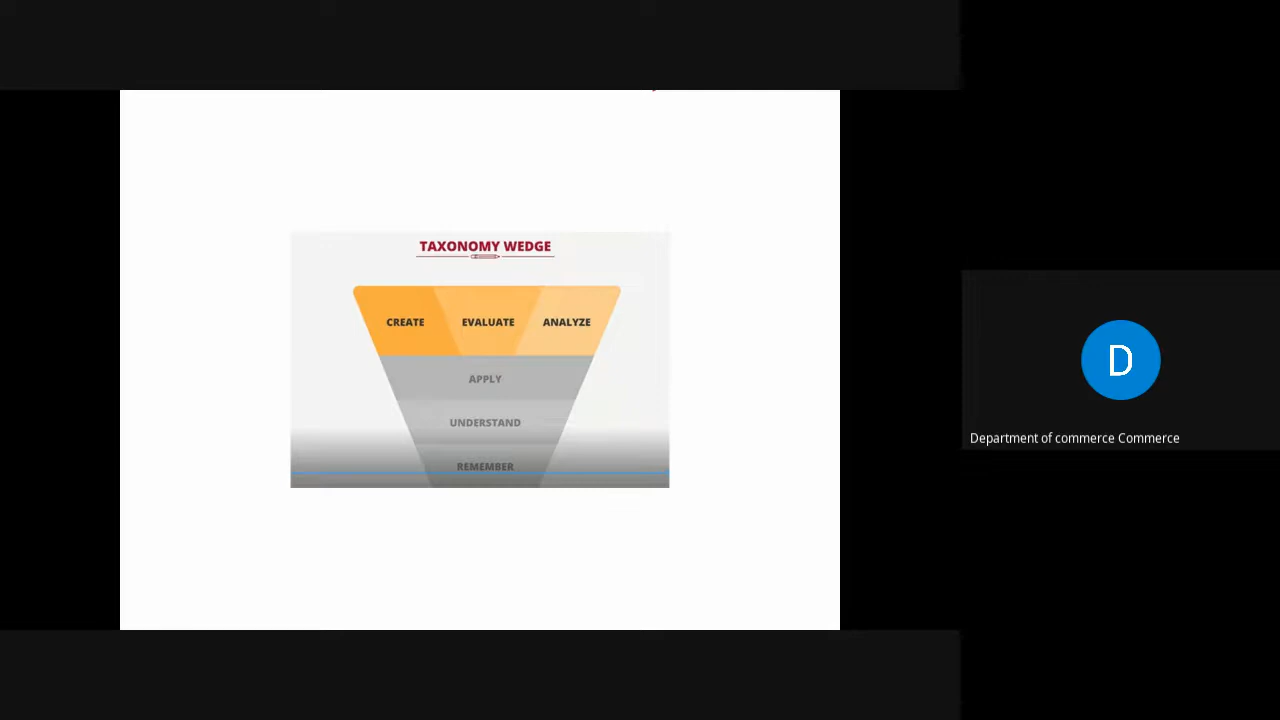 TAXONOMY WEDGE
CREATE EVALUATE ANALYZE
APPLY
UNDERSTAND
REMEMBER
D
Department of commerce Commerce